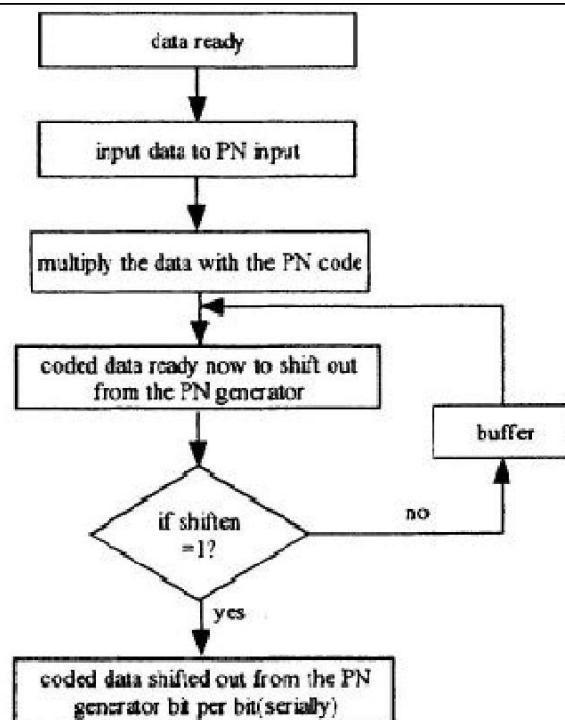 data ready
input data to PN input
multiply the data with the PN code
coded data ready now to shift out
from the PN generator
buffer
if shiften
=1?
no
yes
coded data shifted out from the PN
generator bit per bit(serially)